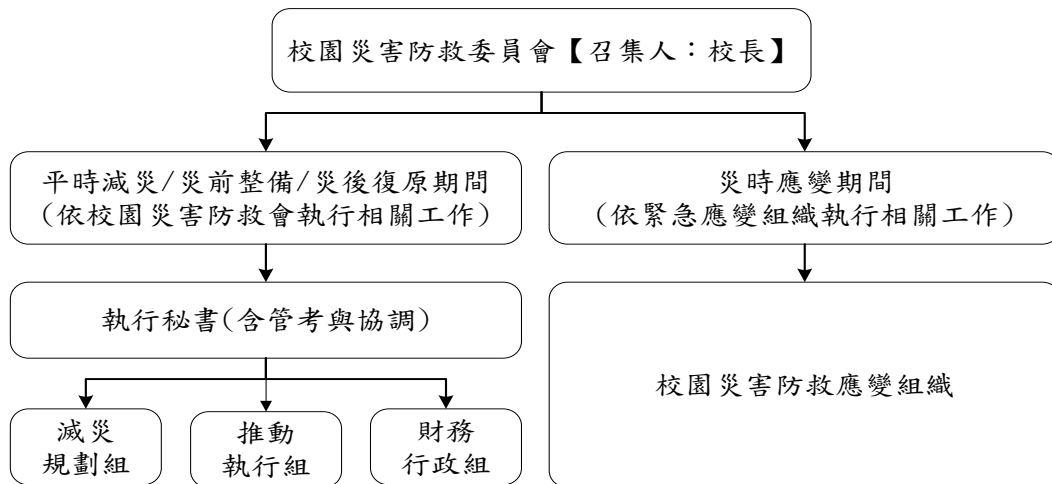 校園災害防救委員會【召集人：校長】
平時減災/災前整備/災後復原期間
(依校園災害防救會執行相關工作)
災時應變期間
(依緊急應變組織執行相關工作)
執行秘書(含管考與協調)
校園災害防救應變組織
減災
規劃組
推動
執行組
財務
行政組